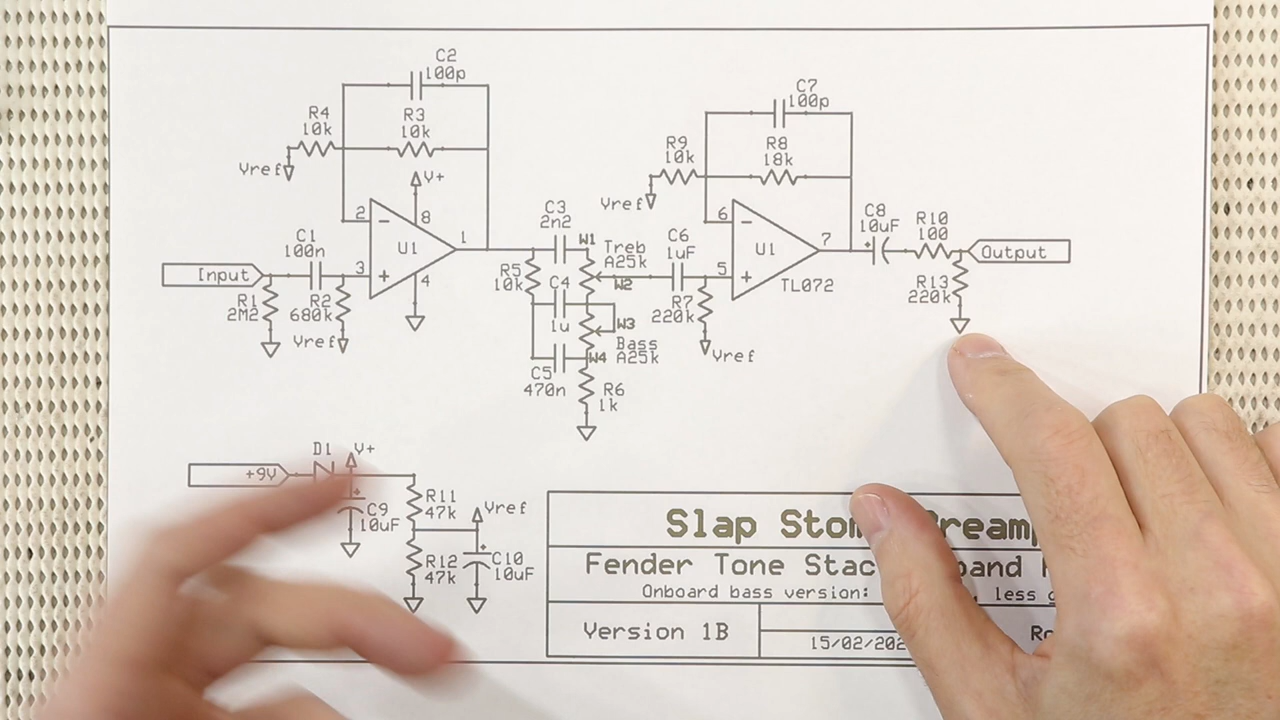 C2
100p
R4
10k
R3
10k
Vref
V+
2
8
U1
1
C1
100n
Input
3
4
R1
2M2
R2
680k
Vref
C7
100p
R9
10k
R8
18k
Vref
6
U1
7
5
TL072
C3
2n2
W1
Treb
A25k
W2
R5
10k
C4
1u
W3
Bass
A25k
W4
C5
470n
R6
1k
C6
1uF
R7
220k
Vref
C8
10uF
R10
100
Output
R13
220k
D1
V+
+9V
C9
10uF
R11
47k
Vref
R12
47k
C10
10uF
Slap
Fender Tone
Onboard bass version: less
Version 1B